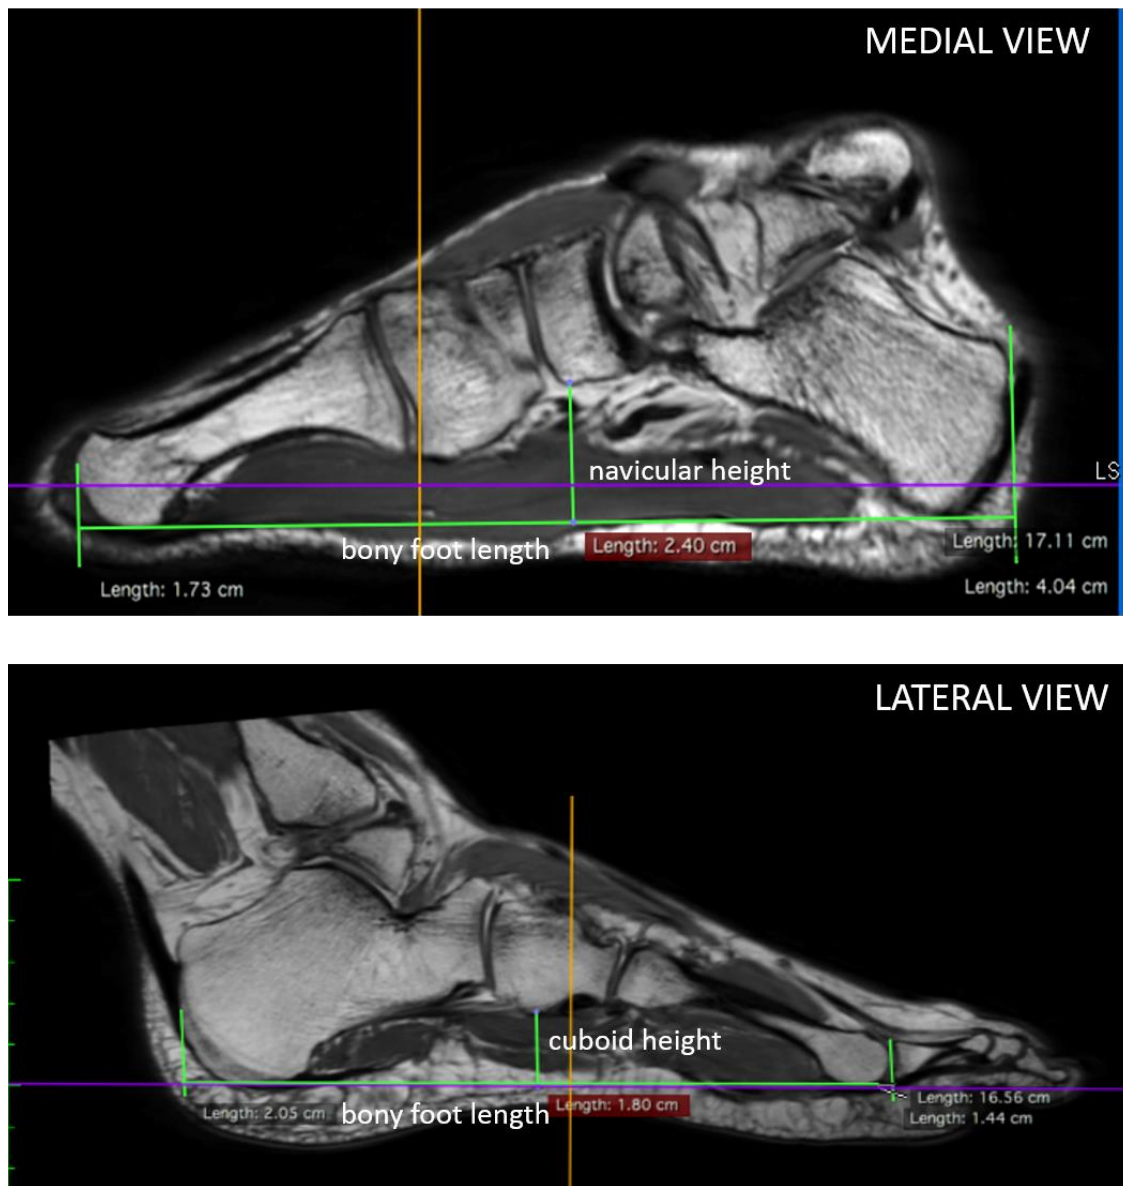 MEDIAL VIEW
LS
navicular height
bony foot length
Length: 2.40 cm
Length: 17.11 cm
Length: 1.73 cm
Length: 4.04 cm
LATERAL VIEW
cuboid height
Length: 2.05 cm
bony foot length
Length: 1.80 cm
Length: 16.56 cm
Length: 1.44 cm